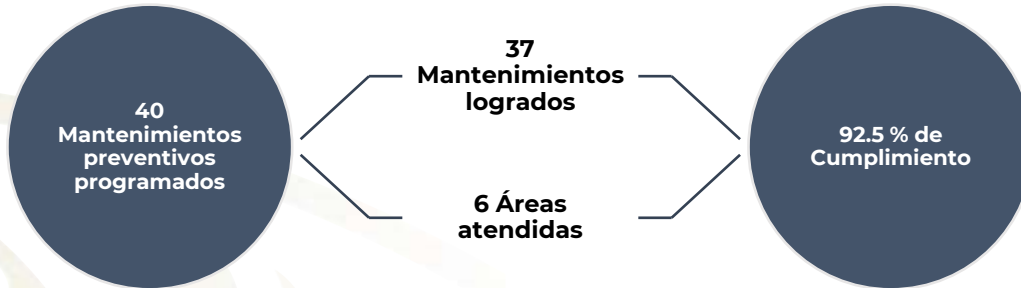 40
Mantenimientos
preventivos
programados
37
Mantenimientos
logrados
6 Áreas
atendidas
92.5 % de
Cumplimiento